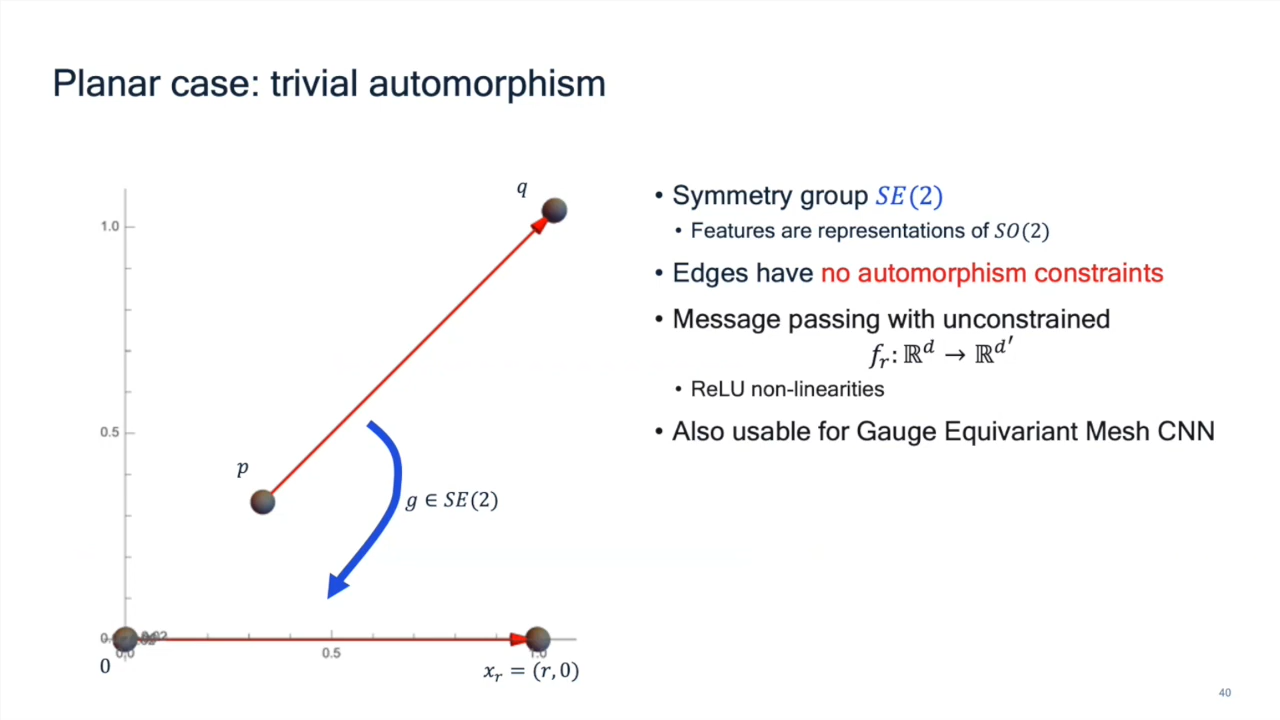 Planar case: trivial automorphism
q
1.0
0.5
p
g ∈ SE(2)
0.5
0
x_r = (r, 0)
• Symmetry group SE(2)
• Features are representations of SO(2)
• Edges have no automorphism constraints
• Message passing with unconstrained
f_r: ℝ^d → ℝ^d′
• ReLU non-linearities
• Also usable for Gauge Equivariant Mesh CNN
40